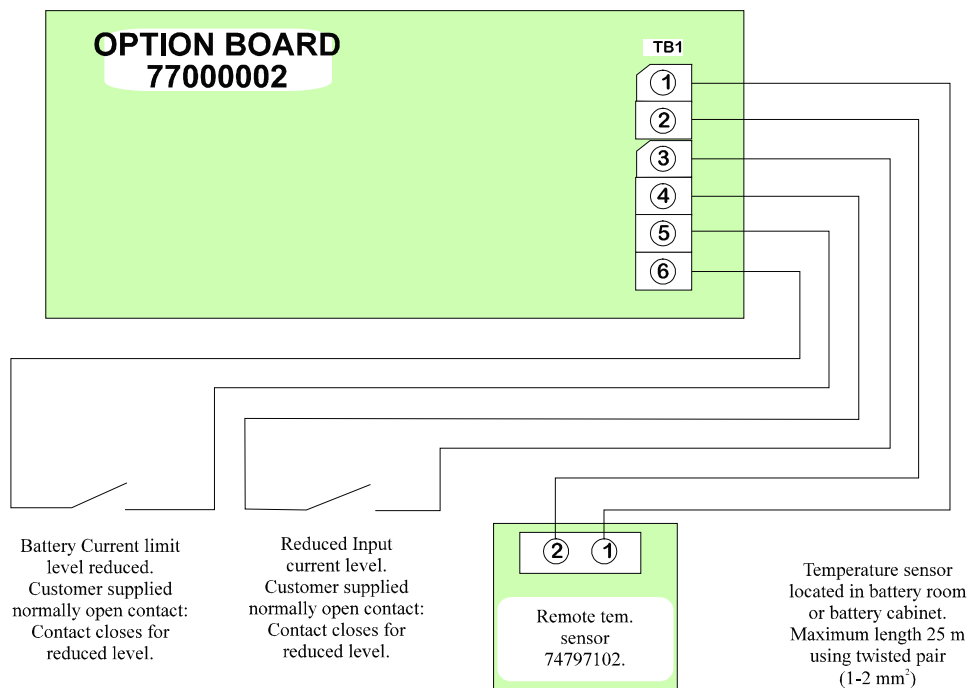 OPTION BOARD
77000002
TB1
1
2
3
4
5
6
Battery Current limit
level reduced.
Customer supplied
normally open contact:
Contact closes for
reduced level.
Reduced Input
current level.
Customer supplied
normally open contact:
Contact closes for
reduced level.
2 1
Remote tem.
sensor
74797102.
Temperature sensor
located in battery room
or battery cabinet.
Maximum length 25 m
using twisted pair
(1-2 mm²)